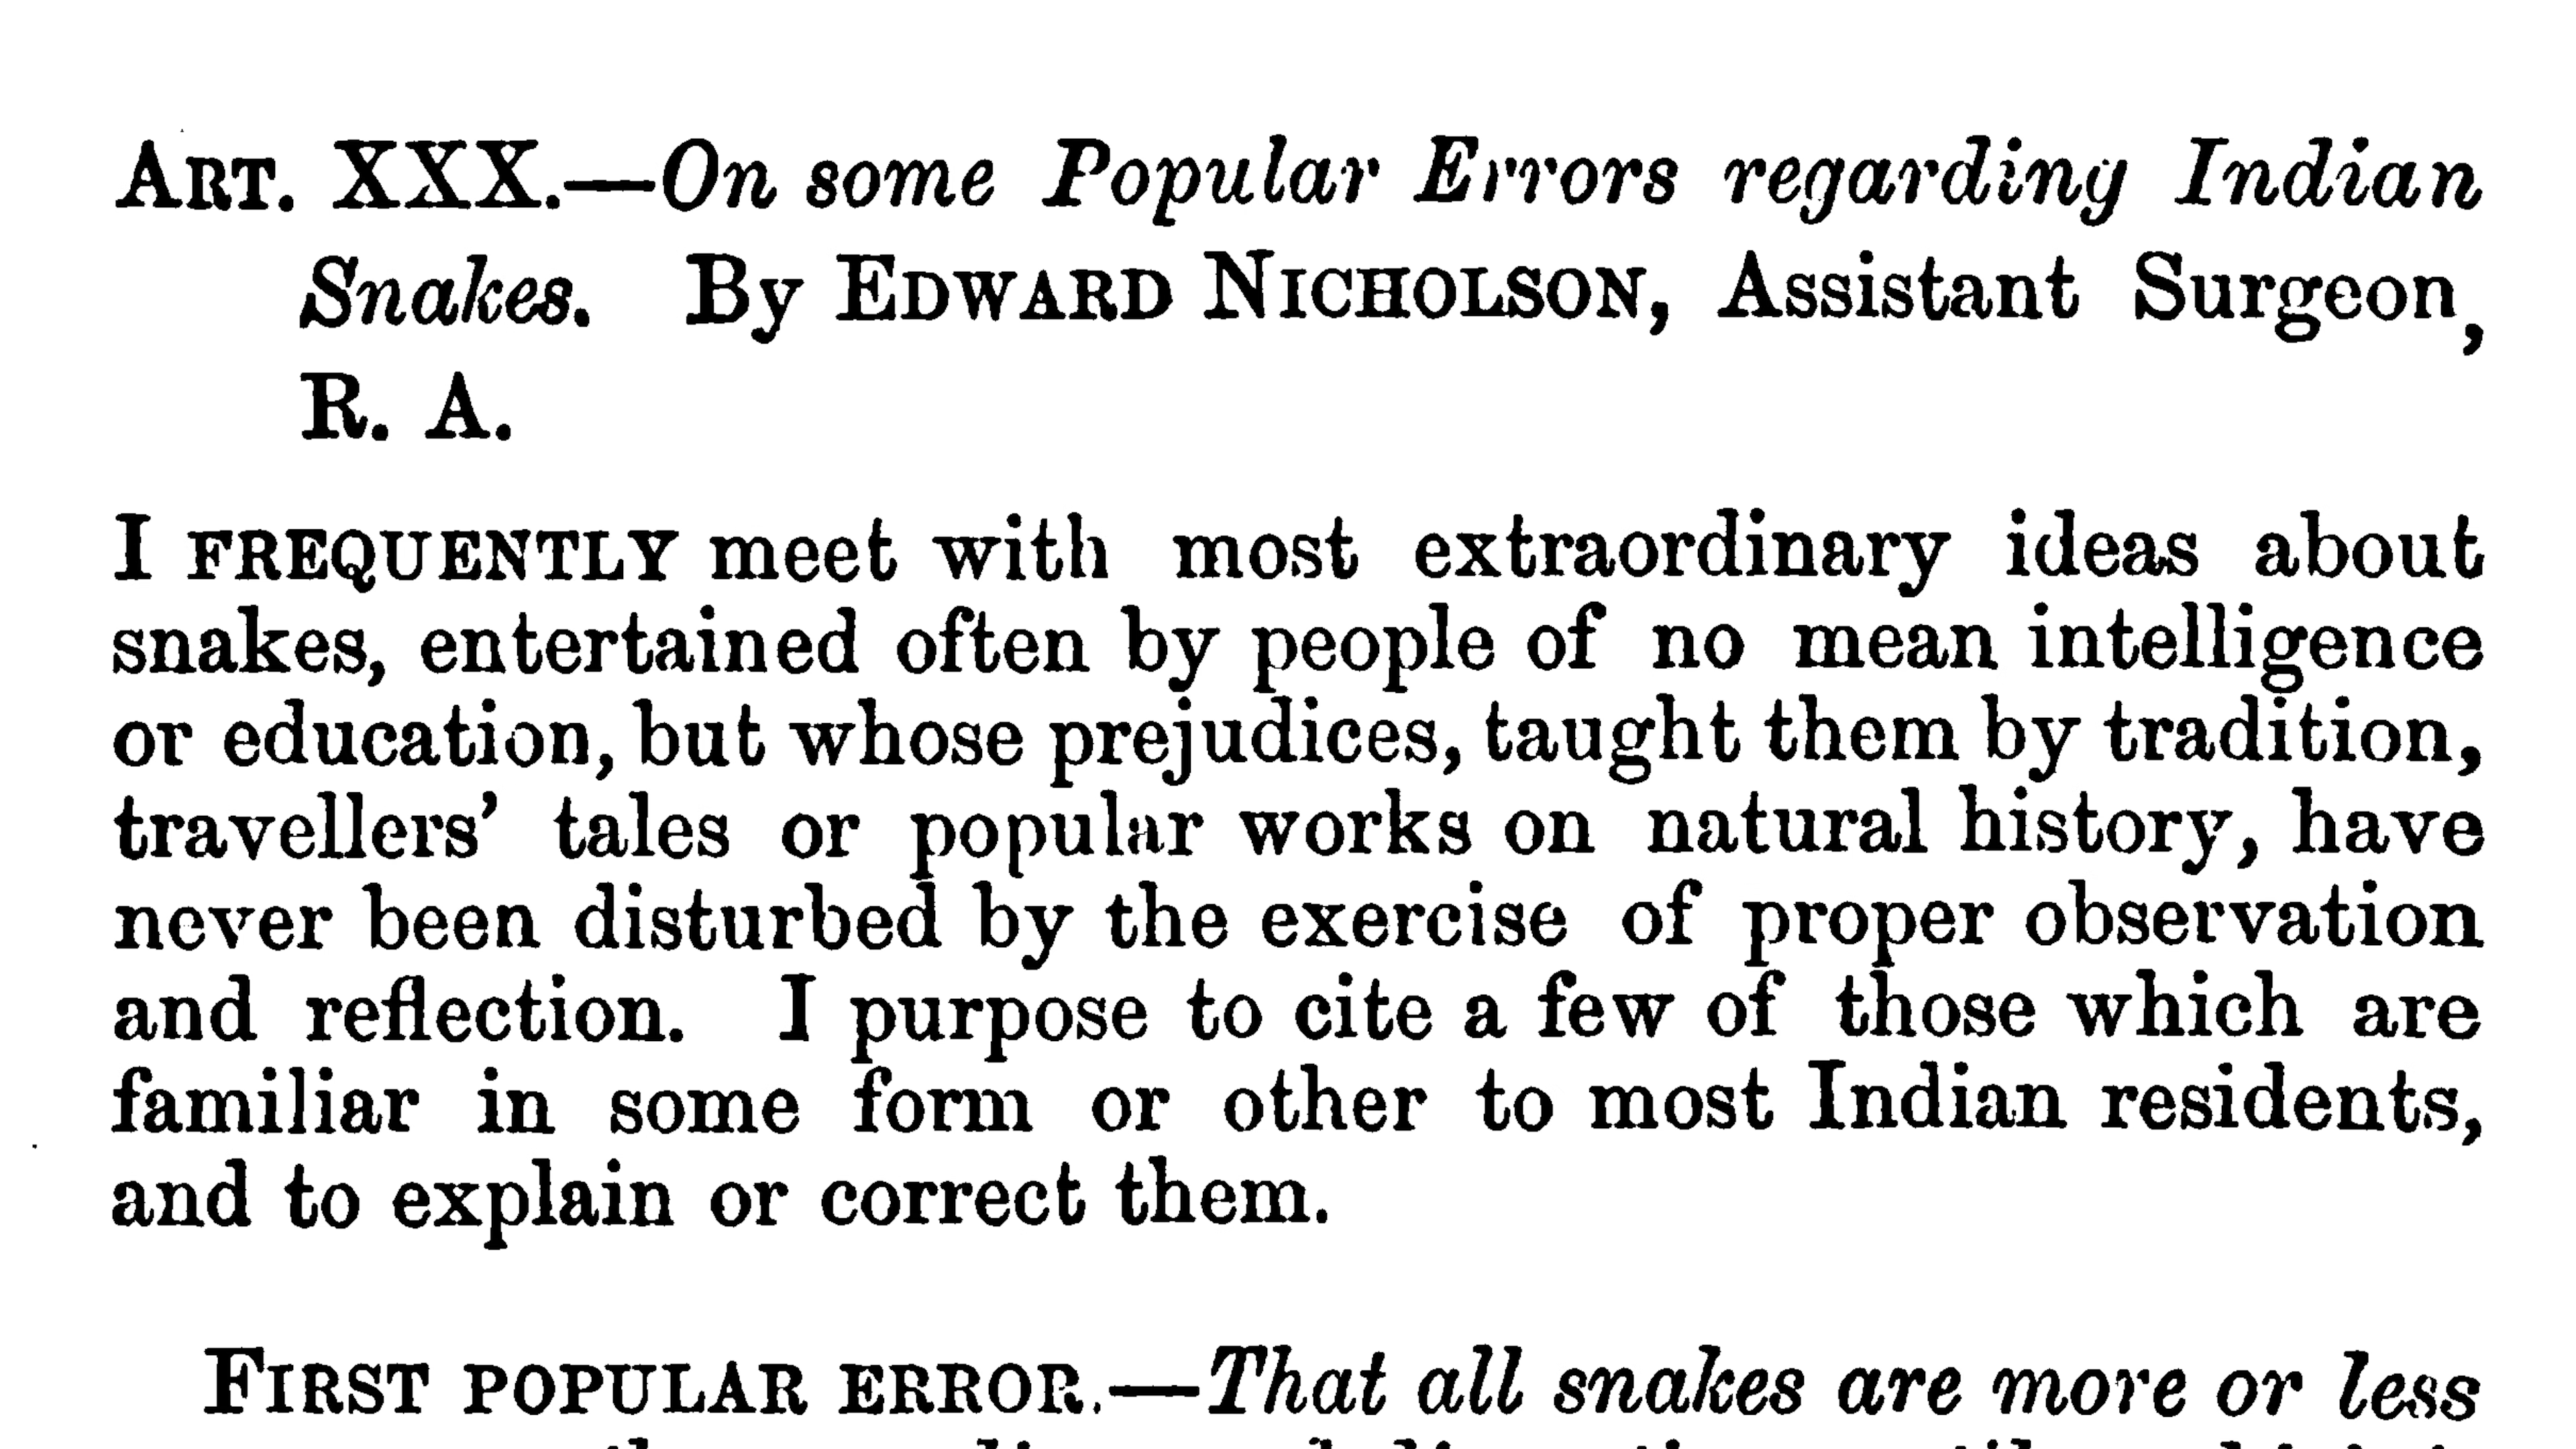 ART. XXX.—On some Popular Errors regarding Indian
Snakes. By EDWARD NICHOLSON, Assistant Surgeon,
R. A.
I FREQUENTLY meet with most extraordinary ideas about
snakes, entertained often by people of no mean intelligence
or education, but whose prejudices, taught them by tradition,
travellers’ tales or popular works on natural history, have
never been disturbed by the exercise of proper observation
and reflection. I purpose to cite a few of those which are
familiar in some form or other to most Indian residents,
and to explain or correct them.
FIRST POPULAR ERROR.—That all snakes are more or less